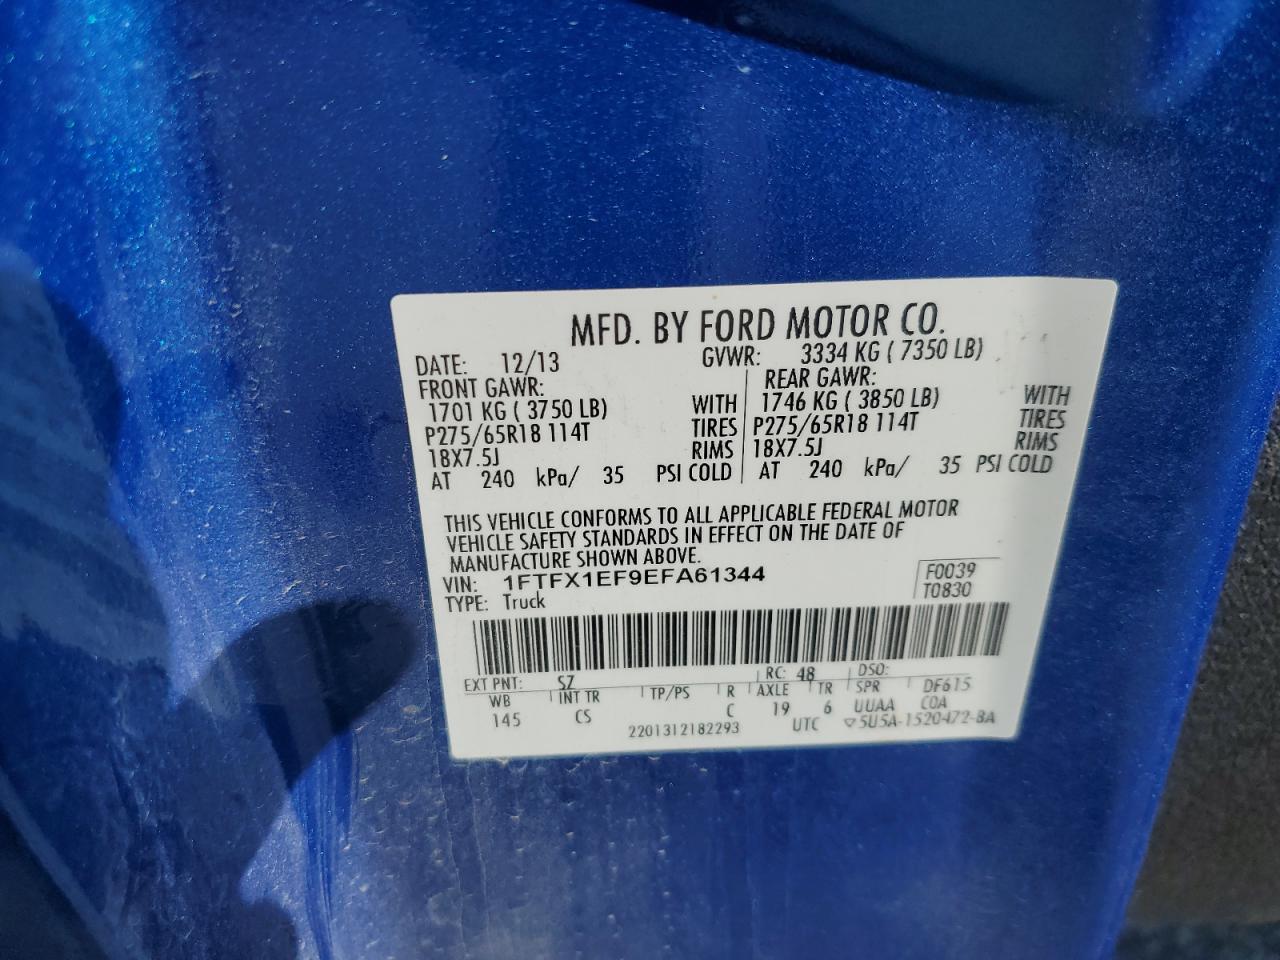 MFD. BY FORD MOTOR CO.
DATE: 12/13 GVWR: 3334 KG ( 7350 LB)
FRONT GAWR: REAR GAWR:
1701 KG ( 3750 LB) WITH 1746 KG ( 3850 LB) WITH
P275/65R18 114T TIRES P275/65R18 114T TIRES
18X7.5J RIMS 18X7.5J RIMS
AT 240 kPa/ 35 PSI COLD AT 240 kPa/ 35 PSI COLD
THIS VEHICLE CONFORMS TO ALL APPLICABLE FEDERAL MOTOR
VEHICLE SAFETY STANDARDS IN EFFECT ON THE DATE OF
MANUFACTURE SHOWN ABOVE.
VIN: 1FTFX1EF9EFA61344 F0039
TYPE: Truck T0830
EXT PNT: SZ RC: 48 DSO:
WB INT TR TP/PS R AXLE TR SPR DF615
145 CS C 19 6 UUAA COA
2201312182293 UTC ▽5U5A-1520472-BA